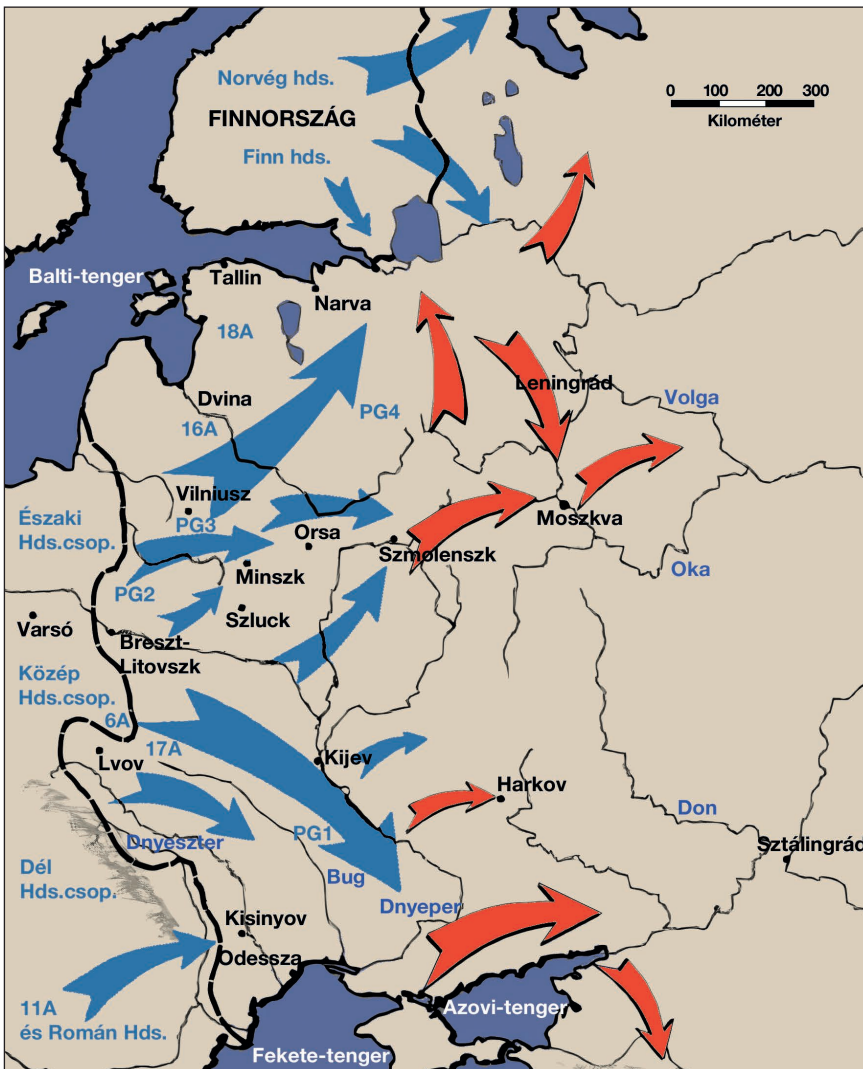 Norvég hds.
FINNORSZÁG
Finn hds.
0 100 200 300
Kilométer
Balti-tenger
Tallin
Narva
18A
Leningrád
Dvina
PG4
Volga
16A
Vilniusz
PG3
Északi
Hds.csop.
Orsa
Moszkva
Szmolenszk
Minszk
Oka
PG2
Szluck
Varsó
Breszt-
Litovszk
Közép
Hds.csop.
6A
17A
Lvov
Kijev
Harkov
Don
PG1
Dnyeszter
Sztálingrád
Dél
Hds.csop.
Bug
Dnyeper
Kisinyov
Odessza
11A
és Román Hds.
Azovi-tenger
Fekete-tenger